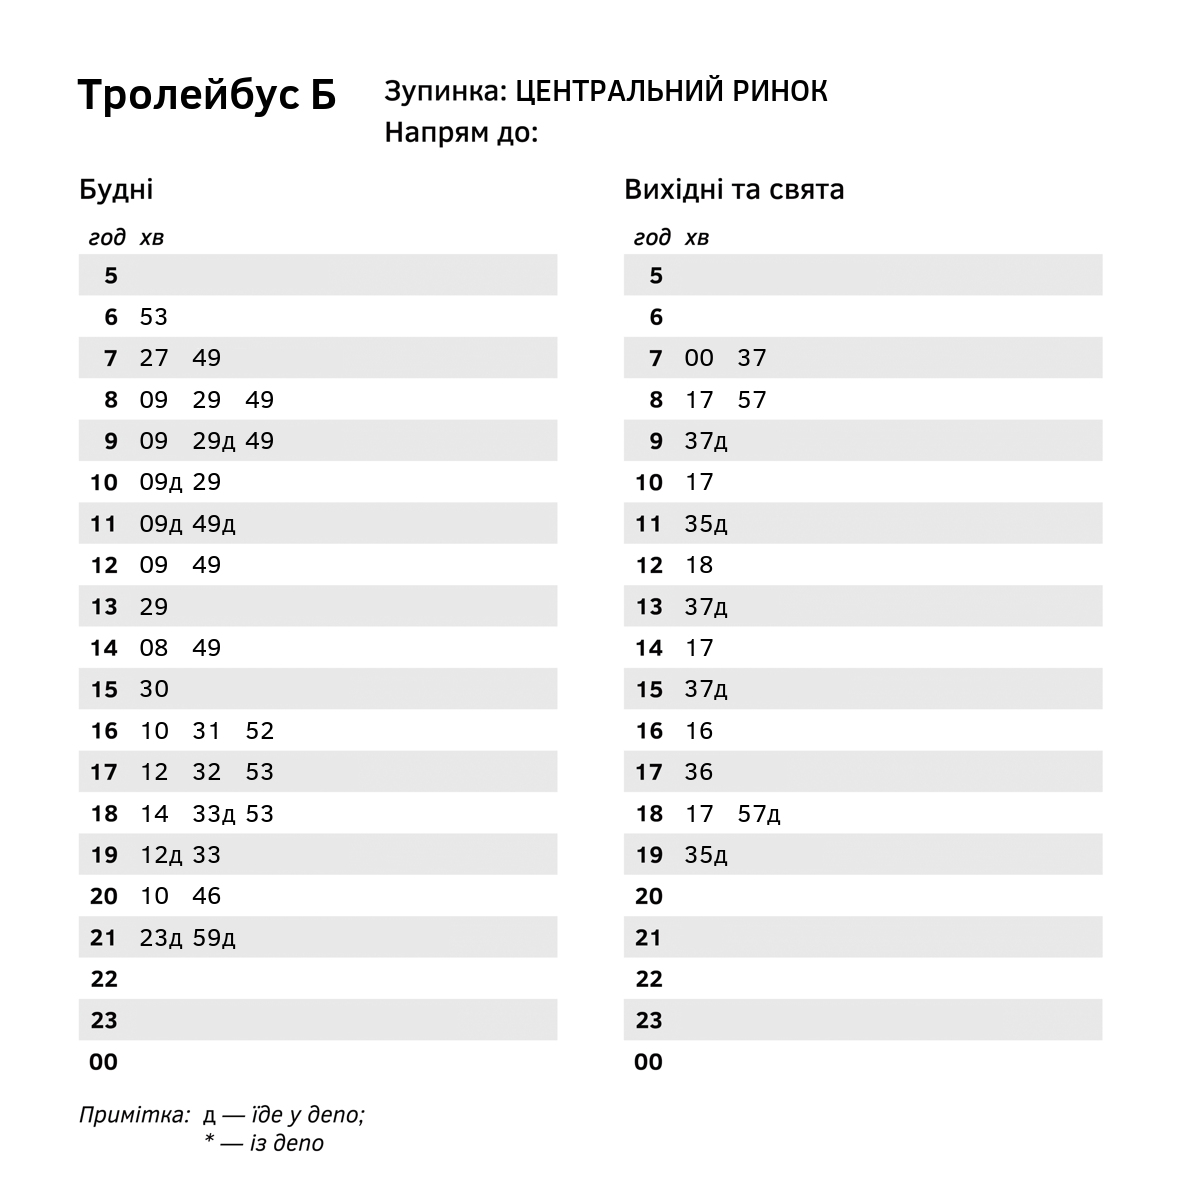 Тролейбус Б
Зупинка: ЦЕНТРАЛЬНИЙ РИНОК
Напрям до:
Будні
год хв
5
6 53
7 27 49
8 09 29 49
9 09 29д 49
10 09д 29
11 09д 49д
12 09 49
13 29
14 08 49
15 30
16 10 31 52
17 12 32 53
18 14 33д 53
19 12д 33
20 10 46
21 23д 59д
22
23
00
Вихідні та свята
год хв
5
6
7 00 37
8 17 57
9 37д
10 17
11 35д
12 18
13 37д
14 17
15 37д
16 16
17 36
18 17 57д
19 35д
20
21
22
23
00
Примітка: д — їде у депо;
* — із депо